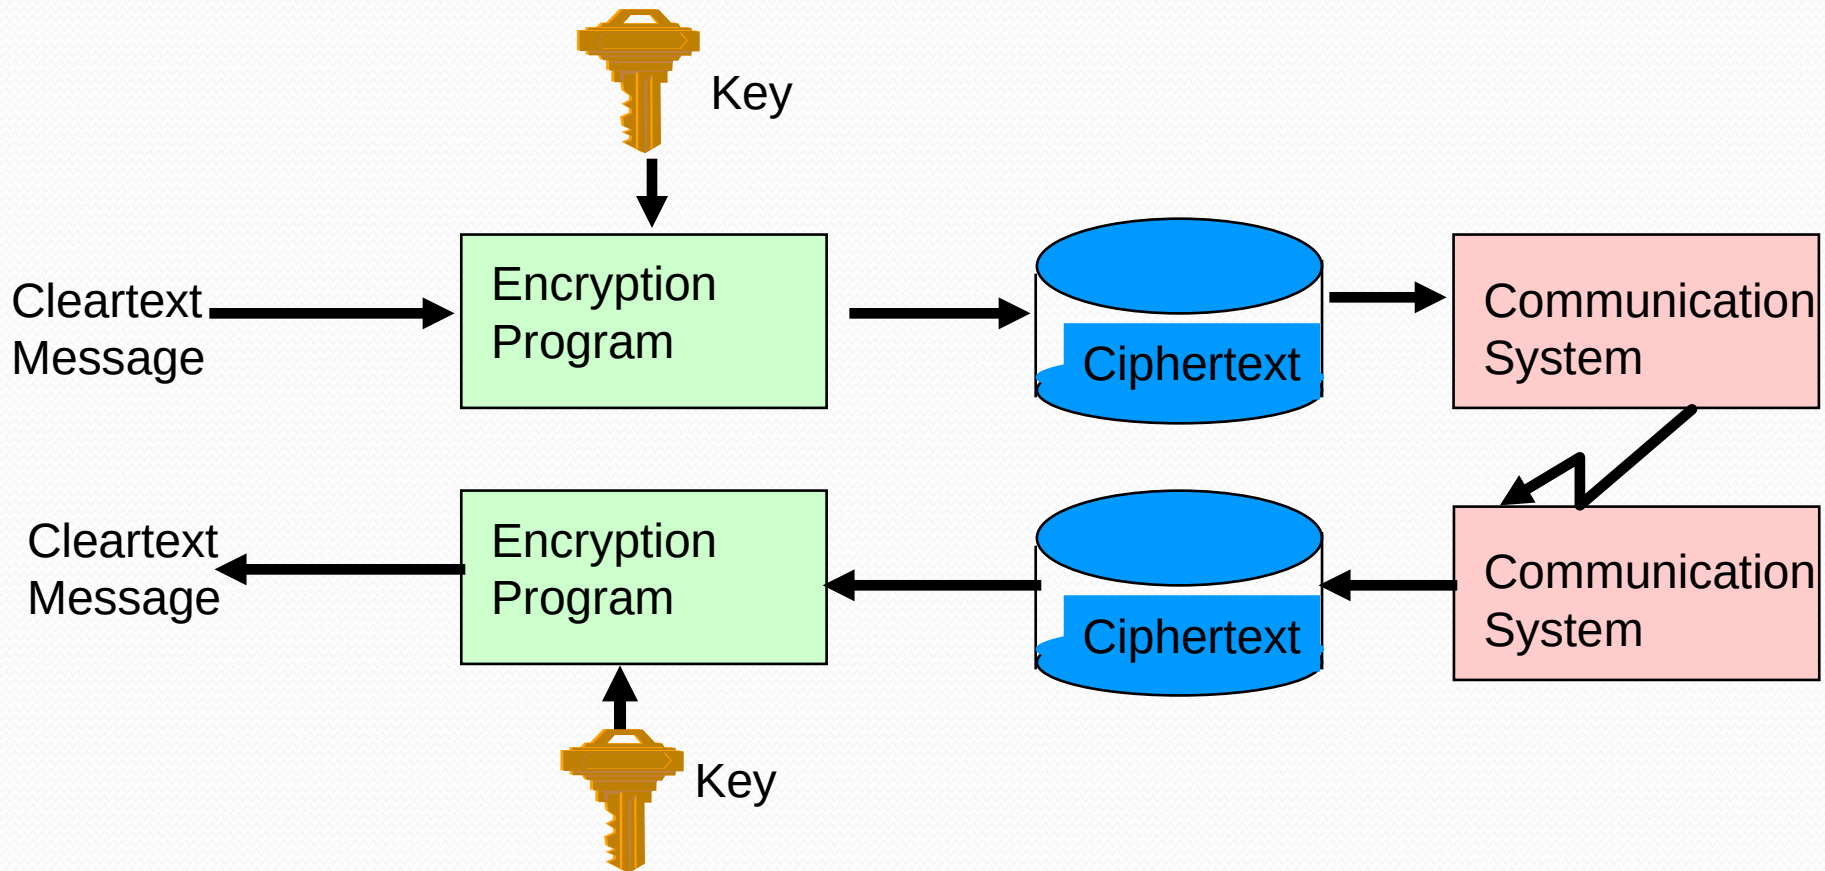 Key
Cleartext
Message
Encryption
Program
Ciphertext
Communication
System
Cleartext
Message
Encryption
Program
Ciphertext
Communication
System
Key